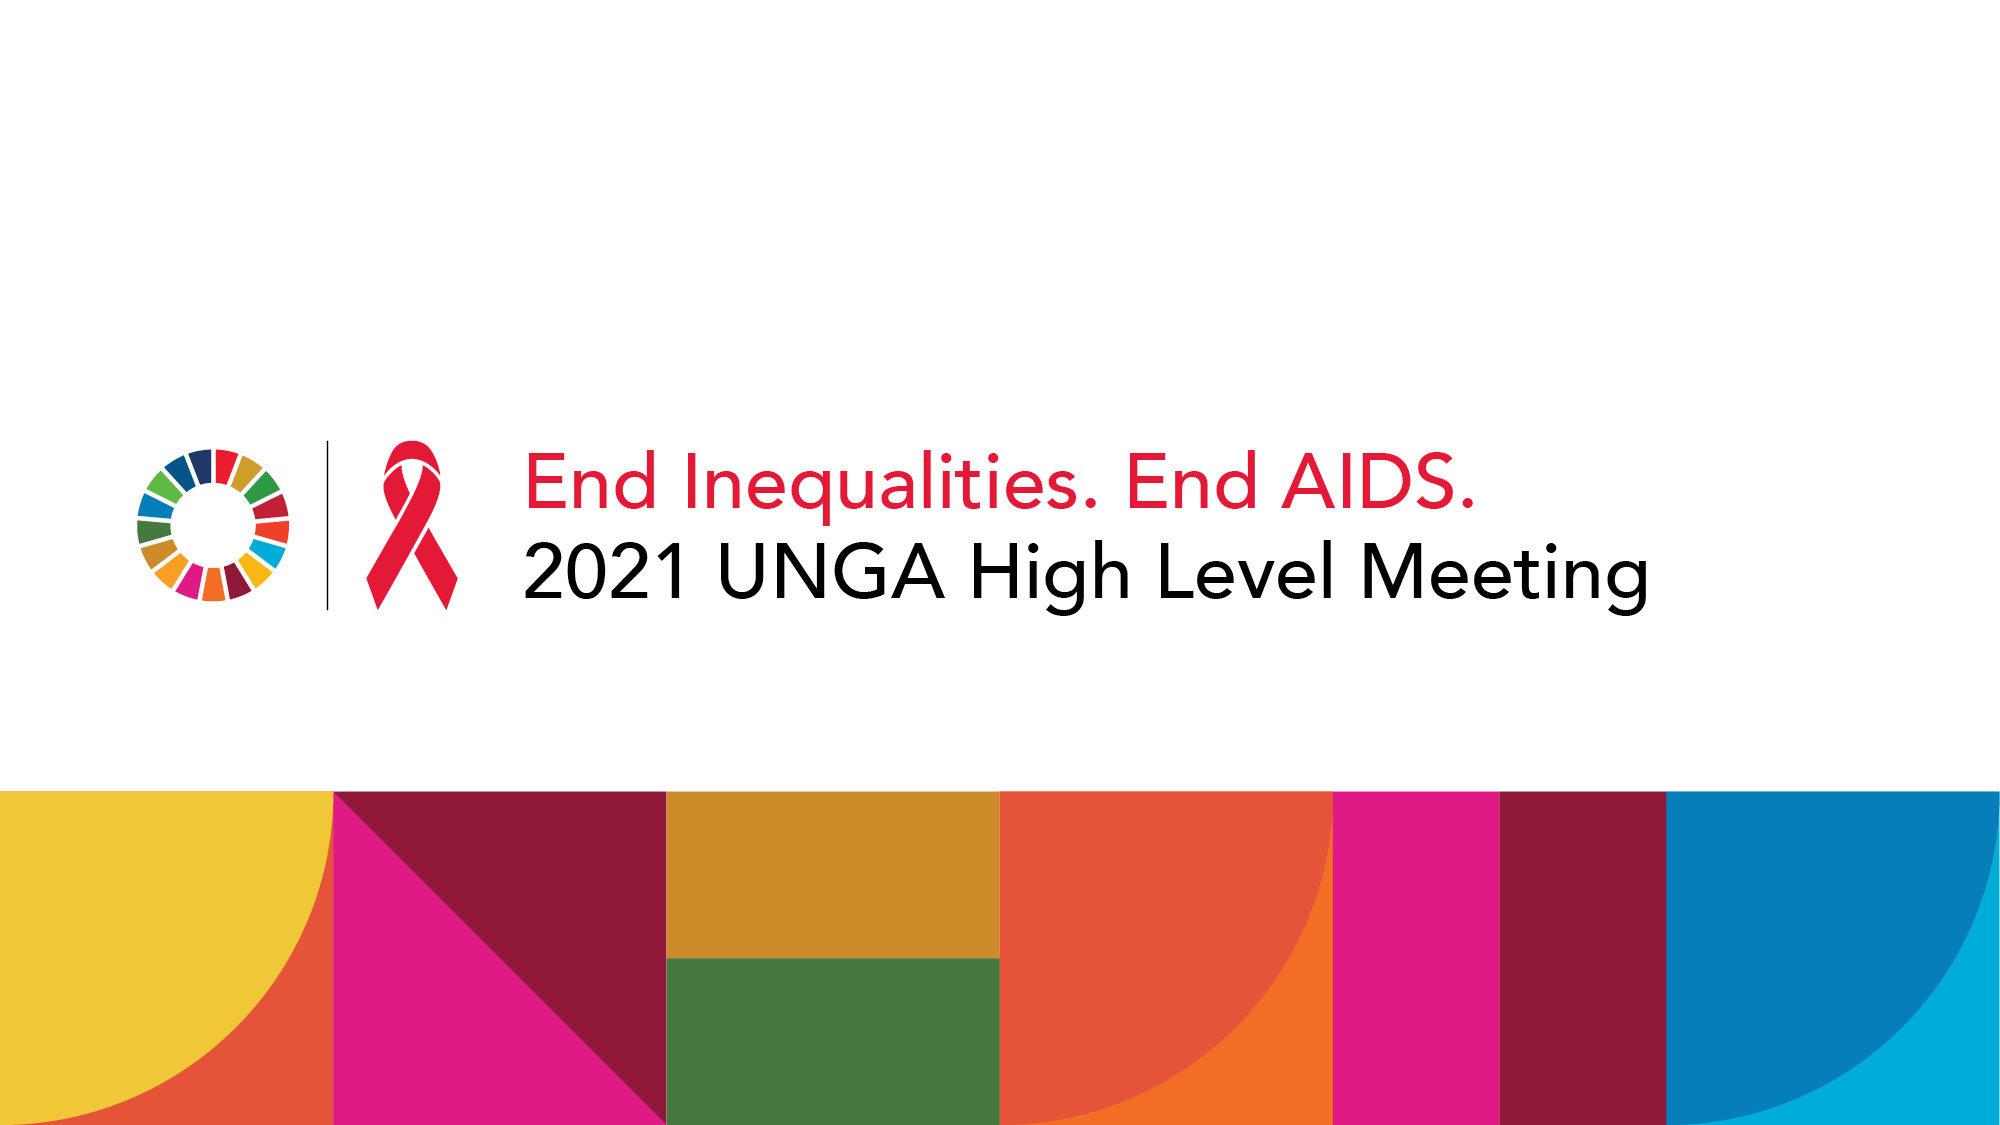 End Inequalities. End AIDS.
2021 UNGA High Level Meeting